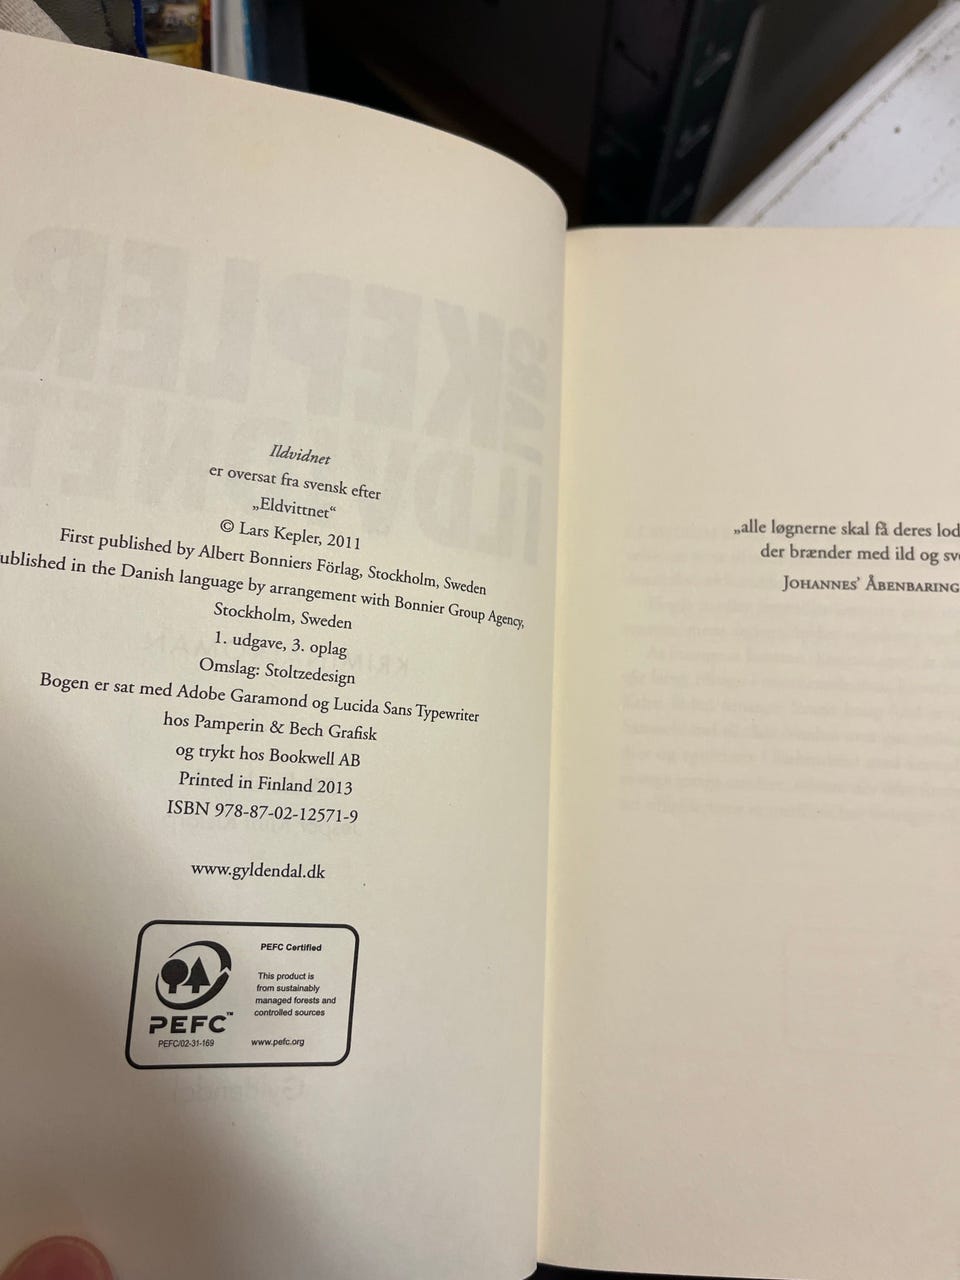 Ildvidnet
er oversat fra svensk efter
„Eldvittnet“
© Lars Kepler, 2011
First published by Albert Bonniers Förlag, Stockholm, Sweden
ublished in the Danish language by arrangement with Bonnier Group Agency,
Stockholm, Sweden
1. udgave, 3. oplag
Omslag: Stoltzedesign
Bogen er sat med Adobe Garamond og Lucida Sans Typewriter
hos Pamperin & Bech Grafisk
og trykt hos Bookwell AB
Printed in Finland 2013
ISBN 978-87-02-12571-9
www.gyldendal.dk
PEFC™
PEFC/02-31-169
PEFC Certified
This product is
from sustainably
managed forests and
controlled sources
www.pefc.org
„alle løgnerne skal få deres lod
der brænder med ild og sv
Johannes’ Åbenbaring